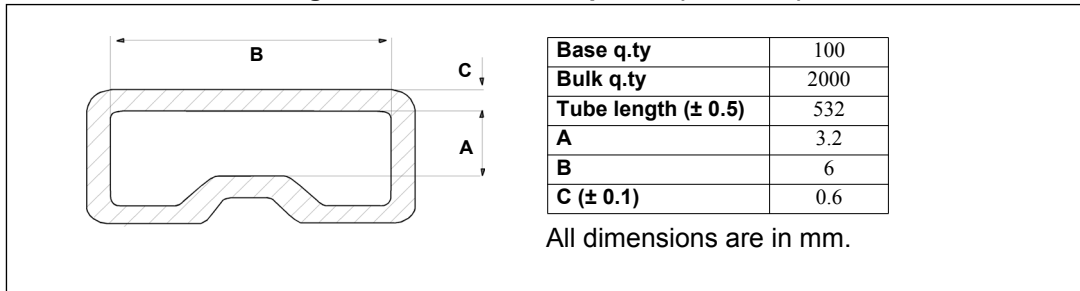 B
C
A
Base q.ty 100
Bulk q.ty 2000
Tube length (± 0.5) 532
A 3.2
B 6
C (± 0.1) 0.6
All dimensions are in mm.